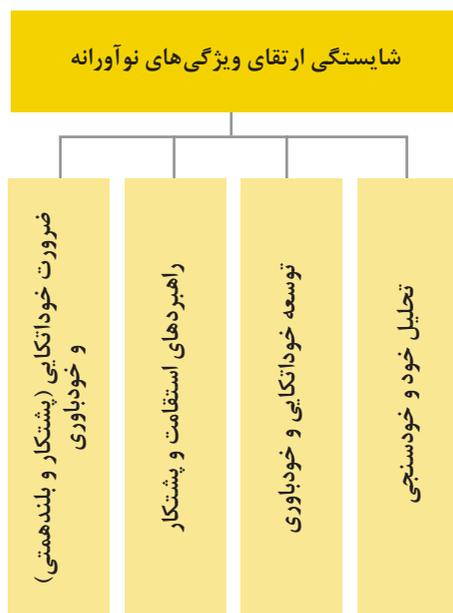 شایستگی ارتقای ویژگی‌های نوآورانه
تحلیل خود و خودسنجی
توسعه خوداتکایی و خودباوری
راهبردهای استقامت و پشتکار
ضرورت خوداتکایی (پشتکار و بلندهمتی)
و خودباوری